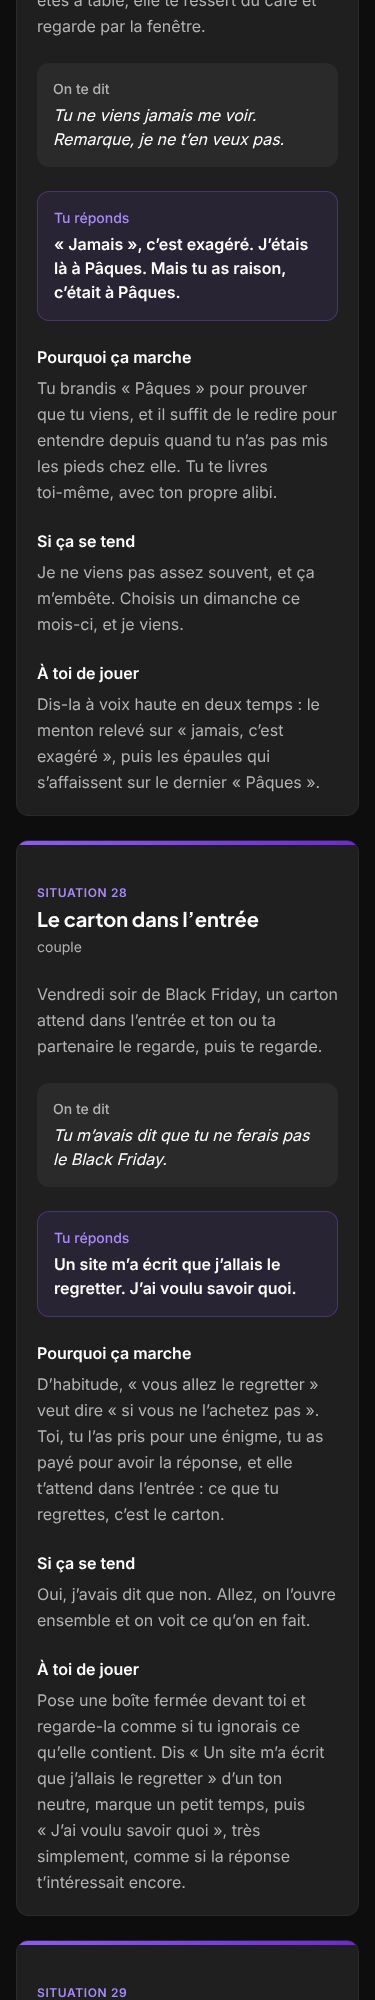 êtes à table, elle te ressert du café et
regarde par la fenêtre.
On te dit
Tu ne viens jamais me voir.
Remarque, je ne t’en veux pas.
Tu réponds
« Jamais », c’est exagéré. J’étais
là à Pâques. Mais tu as raison,
c’était à Pâques.
Pourquoi ça marche
Tu brandis « Pâques » pour prouver
que tu viens, et il suffit de le redire pour
entendre depuis quand tu n’as pas mis
les pieds chez elle. Tu te livres
toi-même, avec ton propre alibi.
Si ça se tend
Je ne viens pas assez souvent, et ça
m’embête. Choisis un dimanche ce
mois-ci, et je viens.
À toi de jouer
Dis-la à voix haute en deux temps : le
menton relevé sur « jamais, c’est
exagéré », puis les épaules qui
s’affaissent sur le dernier « Pâques ».
SITUATION 28
Le carton dans l’entrée
couple
Vendredi soir de Black Friday, un carton
attend dans l’entrée et ton ou ta
partenaire le regarde, puis te regarde.
On te dit
Tu m’avais dit que tu ne ferais pas
le Black Friday.
Tu réponds
Un site m’a écrit que j’allais le
regretter. J’ai voulu savoir quoi.
Pourquoi ça marche
D’habitude, « vous allez le regretter »
veut dire « si vous ne l’achetez pas ».
Toi, tu l’as pris pour une énigme, tu as
payé pour avoir la réponse, et elle
t’attend dans l’entrée : ce que tu
regrettes, c’est le carton.
Si ça se tend
Oui, j’avais dit que non. Allez, on l’ouvre
ensemble et on voit ce qu’on en fait.
À toi de jouer
Pose une boîte fermée devant toi et
regarde-la comme si tu ignorais ce
qu’elle contient. Dis « Un site m’a écrit
que j’allais le regretter » d’un ton
neutre, marque un petit temps, puis
« J’ai voulu savoir quoi », très
simplement, comme si la réponse
t’intéressait encore.
SITUATION 29